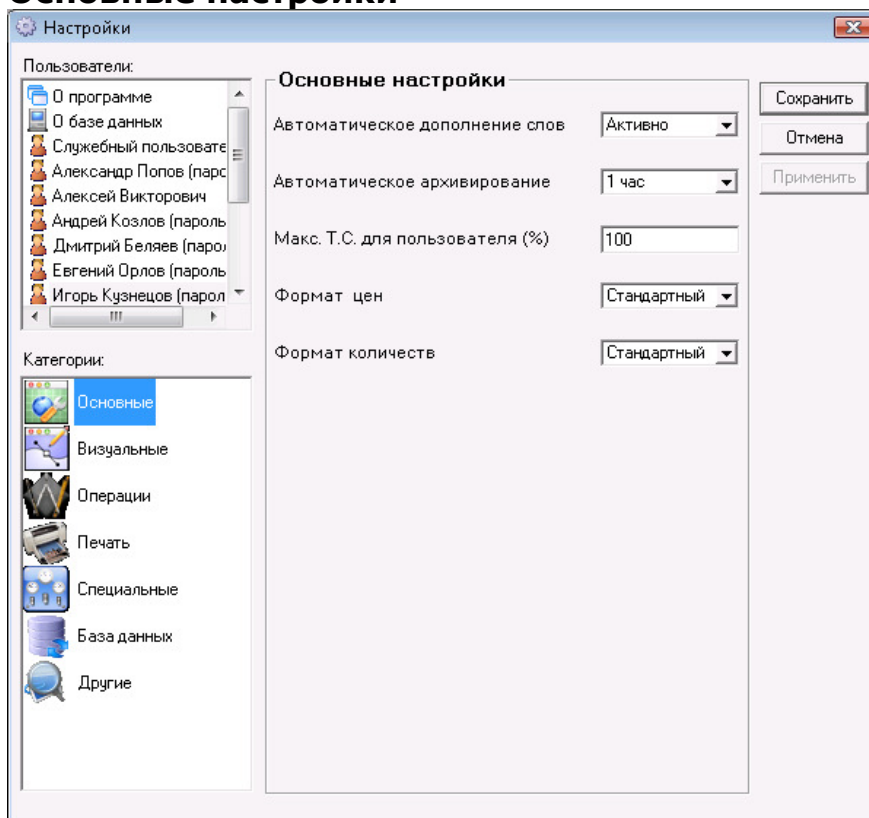 Основные настройки
Настройки
Пользователи:
О программе
О базе данных
Служебный пользовате
Александр Попов (парс
Алексей Викторович
Андрей Козлов (пароль
Дмитрий Беляев (парол
Евгений Орлов (пароль
Игорь Кузнецов (парол
Категории:
Основные
Визуальные
Операции
Печать
Специальные
База данных
Другие
Основные настройки
Автоматическое дополнение слов
Активно
Автоматическое архивирование
1 час
Макс. Т.С. для пользователя (%)
100
Формат цен
Стандартный
Формат количеств
Стандартный
Сохранить
Отмена
Применить